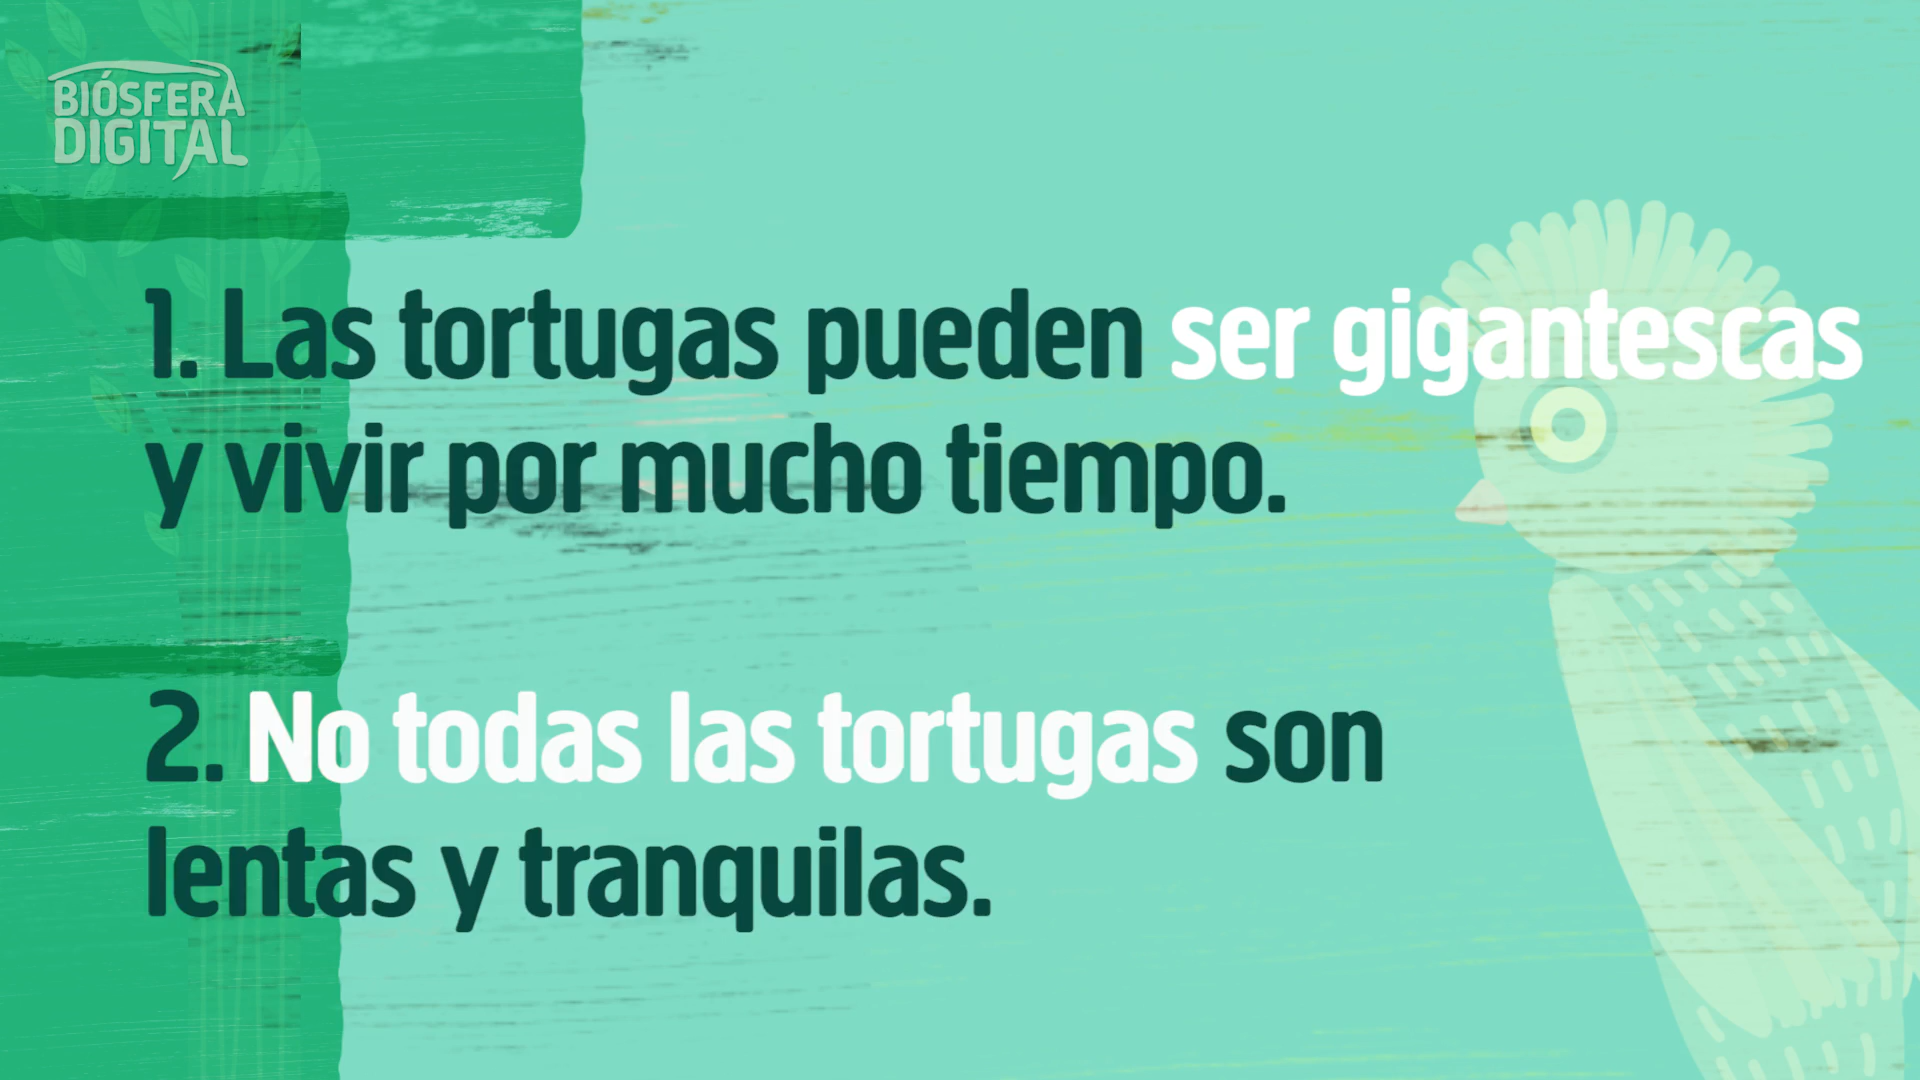 BIÓSFERA
DIGITAL
1. Las tortugas pueden ser gigantescas
y vivir por mucho tiempo.
2. No todas las tortugas son
lentas y tranquilas.